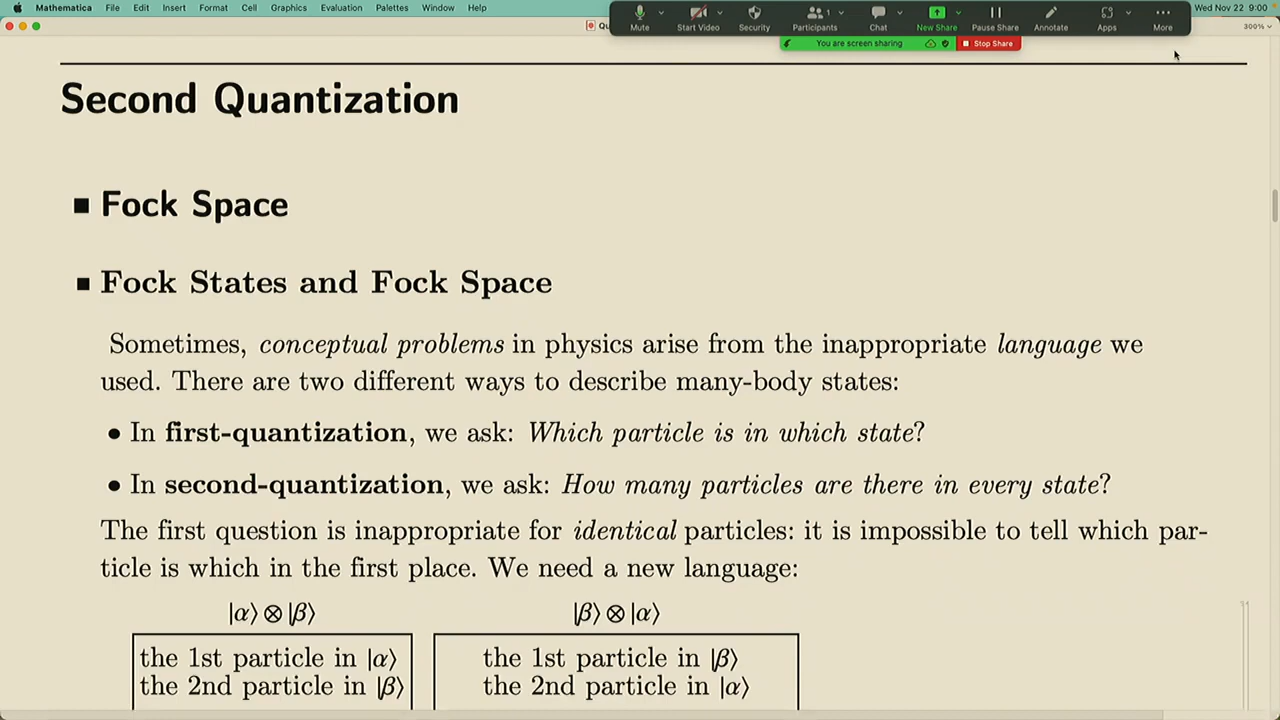 Mathematica File Edit Insert Format Cell Graphics Evaluation Palettes Window Help Wed Nov 22 9:00
Mute Start Video Security Participants 1 Chat New Share Pause Share Annotate Apps More
Qu 300%
You are screen sharing Stop Share
Second Quantization
■ Fock Space
■ Fock States and Fock Space
Sometimes, conceptual problems in physics arise from the inappropriate language we
used. There are two different ways to describe many-body states:
• In first-quantization, we ask: Which particle is in which state?
• In second-quantization, we ask: How many particles are there in every state?
The first question is inappropriate for identical particles: it is impossible to tell which par-
ticle is which in the first place. We need a new language:
|α⟩ ⊗ |β⟩ |β⟩ ⊗ |α⟩
the 1st particle in |α⟩ the 1st particle in |β⟩
the 2nd particle in |β⟩ the 2nd particle in |α⟩